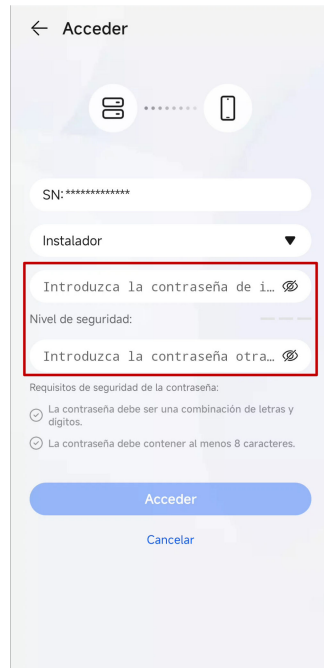 Acceder
SN:*************
Instalador
Introduzca la contraseña de i...
Nivel de seguridad:
Introduzca la contraseña otra...
Requisitos de seguridad de la contraseña:
La contraseña debe ser una combinación de letras y
dígitos.
La contraseña debe contener al menos 8 caracteres.
Acceder
Cancelar